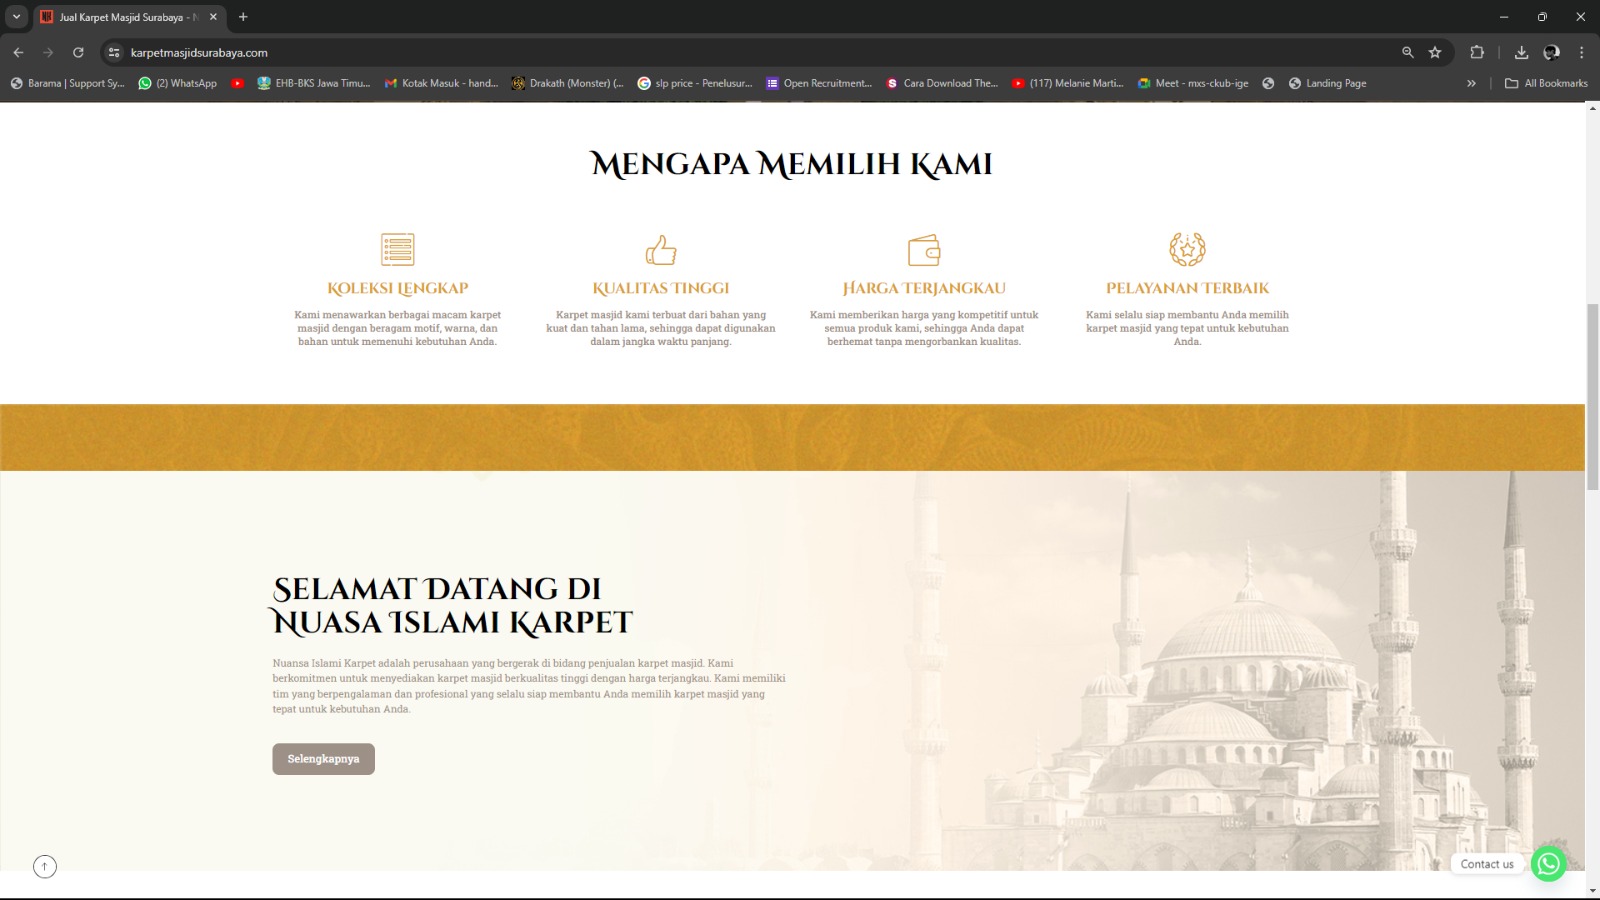 Jual Karpet Masjid Surabaya - N
karpetmasjidsurabaya.com
Barama | Support Sy...
(2) WhatsApp
EHB-BKS Jawa Timu...
Kotak Masuk - hand...
Drakath (Monster) (...
slp price - Penelusur...
Open Recruitment...
Cara Download The...
(117) Melanie Marti...
Meet - mxs-ckub-ige
Landing Page
All Bookmarks
Mengapa Memilih Kami
Koleksi Lengkap
Kami menawarkan berbagai macam karpet
masjid dengan beragam motif, warna, dan
bahan untuk memenuhi kebutuhan Anda.
Kualitas Tinggi
Karpet masjid kami terbuat dari bahan yang
kuat dan tahan lama, sehingga dapat digunakan
dalam jangka waktu panjang.
Harga Terjangkau
Kami memberikan harga yang kompetitif untuk
semua produk kami, sehingga Anda dapat
berhemat tanpa mengorbankan kualitas.
Pelayanan Terbaik
Kami selalu siap membantu Anda memilih
karpet masjid yang tepat untuk kebutuhan
Anda.
Selamat Datang di
Nuasa Islami Karpet
Nuansa Islami Karpet adalah perusahaan yang bergerak di bidang penjualan karpet masjid. Kami
berkomitmen untuk menyediakan karpet masjid berkualitas tinggi dengan harga terjangkau. Kami memiliki
tim yang berpengalaman dan profesional yang selalu siap membantu Anda memilih karpet masjid yang
tepat untuk kebutuhan Anda.
Selengkapnya
Contact us